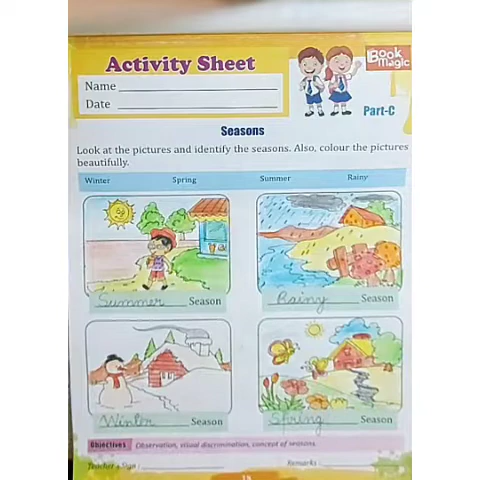 Activity Sheet
Book Magic
Name
Date
Part-C
Seasons
Look at the pictures and identify the seasons. Also, colour the pictures
beautifully.
Winter Spring Summer Rainy
Summer Season Rainy Season
Winter Season Spring Season
Objectives Observation, visual discrimination, concept of seasons.
Teacher's Sign : Remarks :
18